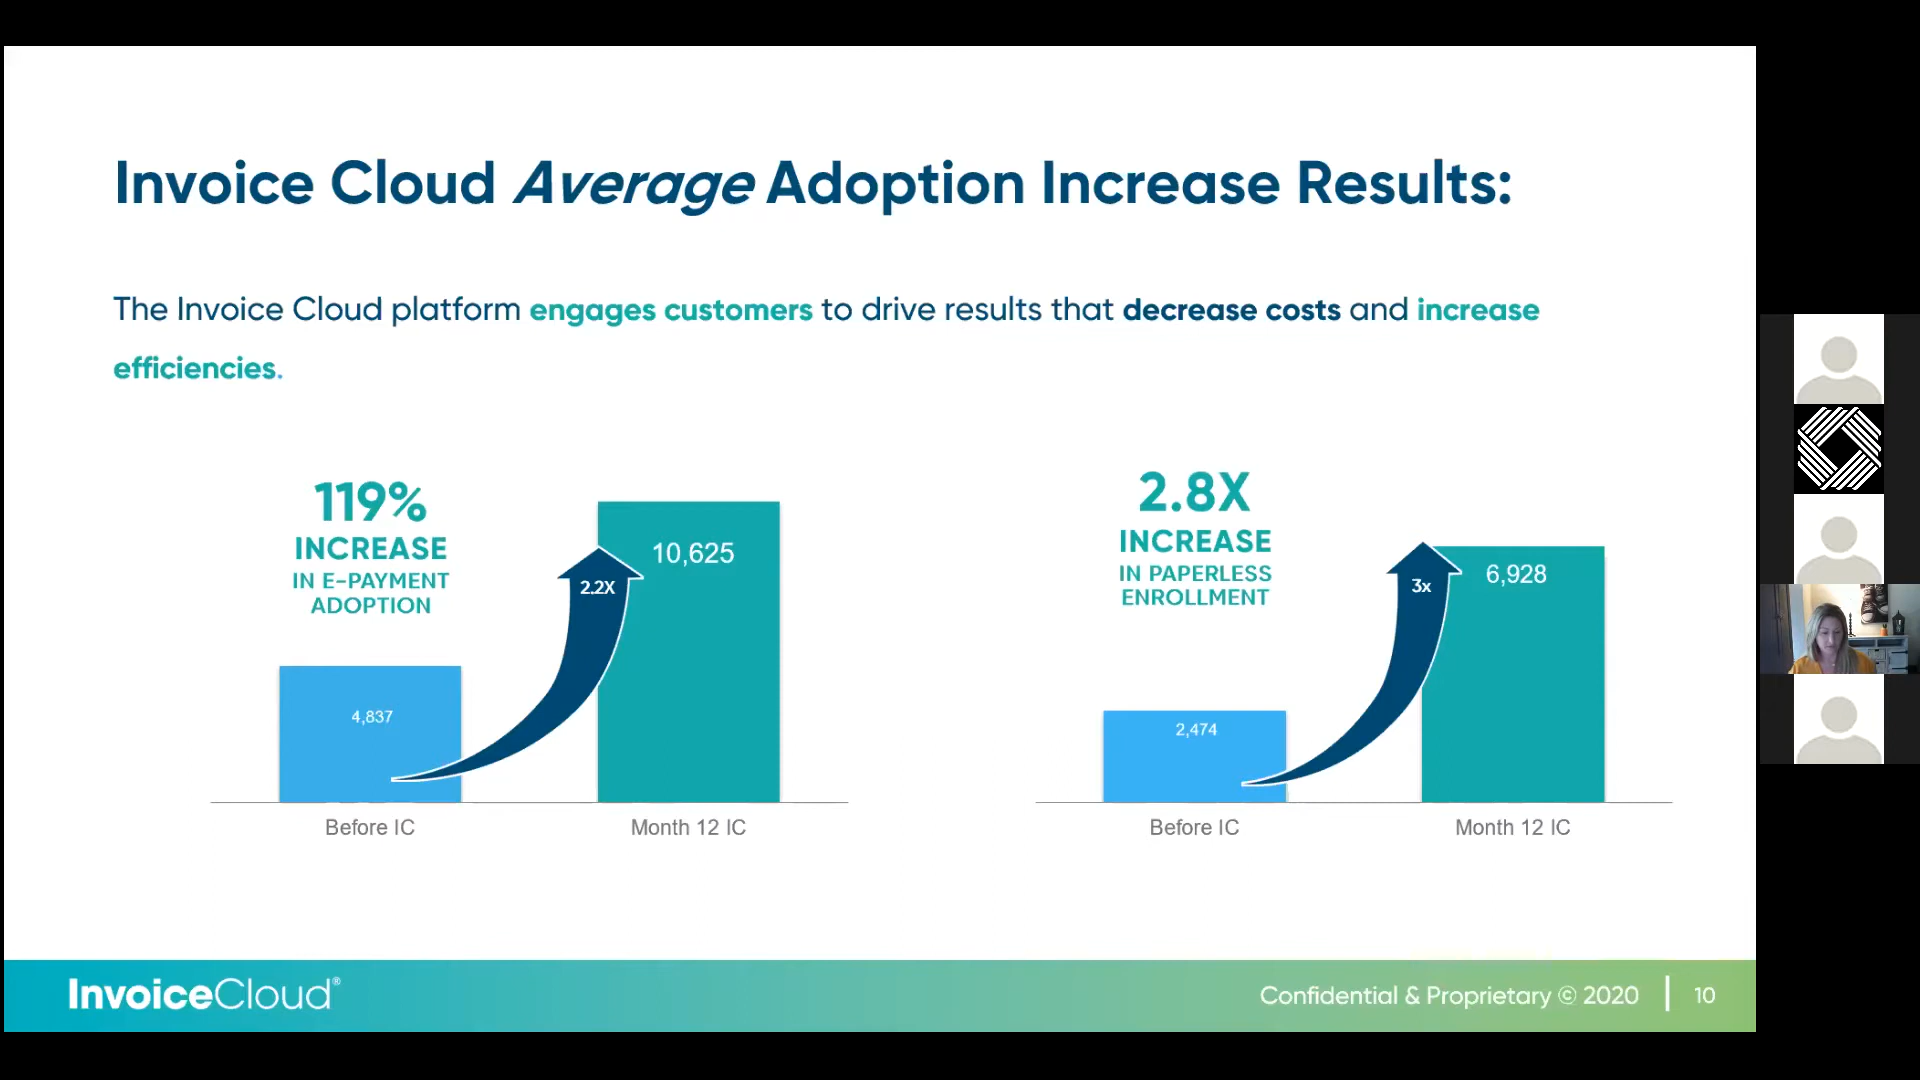 Invoice Cloud Average Adoption Increase Results:
The Invoice Cloud platform engages customers to drive results that decrease costs and increase
efficiencies.
119%
INCREASE
IN E-PAYMENT
ADOPTION
2.2X
10,625
4,837
Before IC
Month 12 IC
2.8X
INCREASE
IN PAPERLESS
ENROLLMENT
3x
6,928
2,474
Before IC
Month 12 IC
InvoiceCloud®
Confidential & Proprietary © 2020 | 10